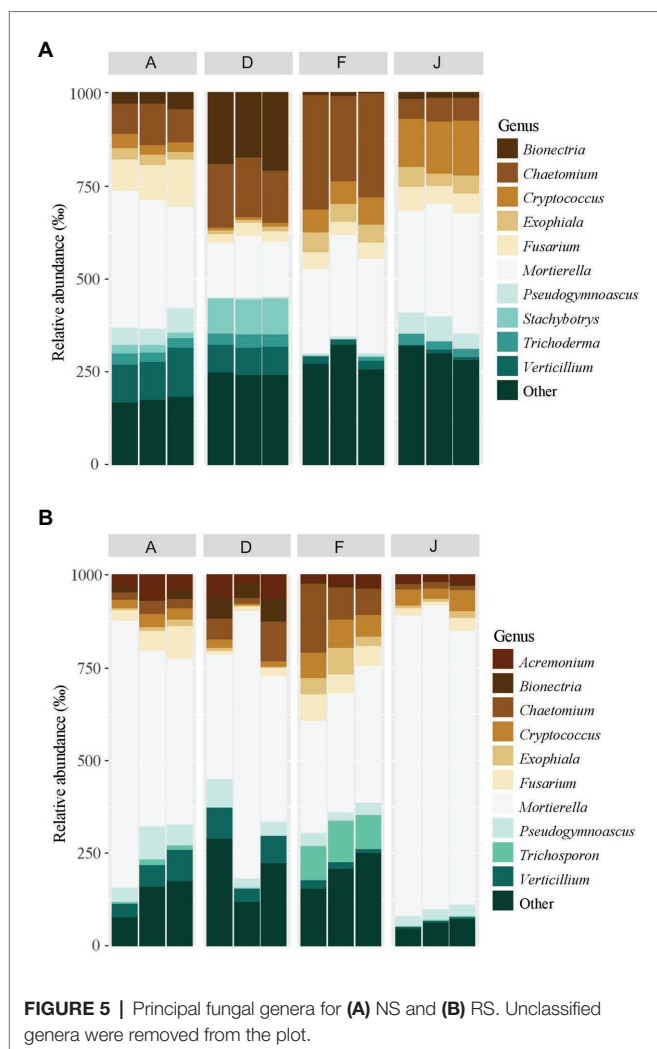 A
A D F J
1000
750
500
250
0
Relative abundance (‰)
Genus
Bionectria
Chaetomium
Cryptococcus
Exophiala
Fusarium
Mortierella
Pseudogymnoascus
Stachybotrys
Trichoderma
Verticillium
Other
B
A D F J
1000
750
500
250
0
Relative abundance (‰)
Genus
Acremonium
Bionectria
Chaetomium
Cryptococcus
Exophiala
Fusarium
Mortierella
Pseudogymnoascus
Trichosporon
Verticillium
Other
FIGURE 5 | Principal fungal genera for (A) NS and (B) RS. Unclassified
genera were removed from the plot.